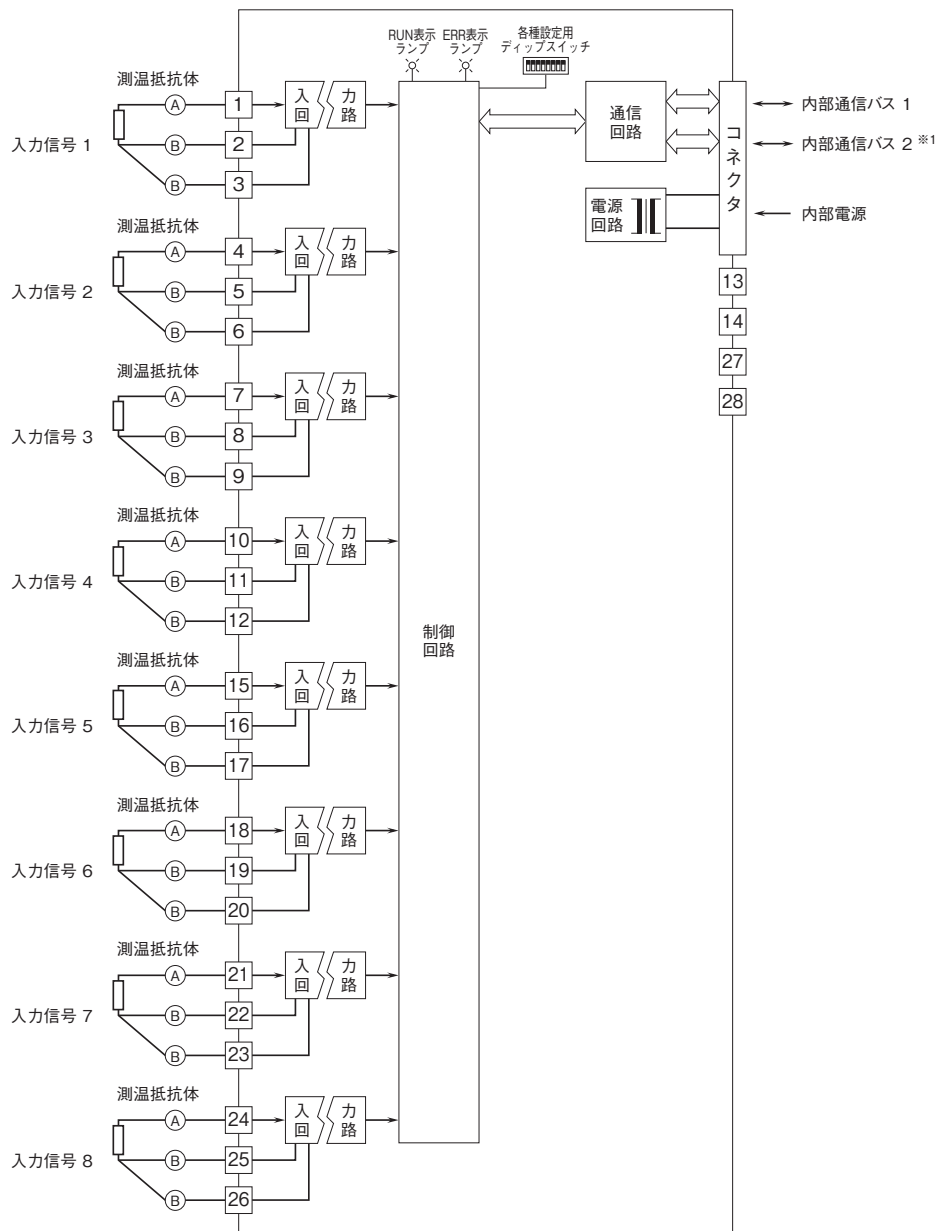 RUN表示
ランプ
ERR表示
ランプ
各種設定用
ディップスイッチ
測温抵抗体
入力信号 1
A
B
B
1
2
3
入 力
回 路
通信
回路
コネクタ
内部通信バス 1
内部通信バス 2 ※1
電源
回路
内部電源
13
14
27
28
測温抵抗体
入力信号 2
A
B
B
4
5
6
入 力
回 路
測温抵抗体
入力信号 3
A
B
B
7
8
9
入 力
回 路
測温抵抗体
入力信号 4
A
B
B
10
11
12
入 力
回 路
制御
回路
測温抵抗体
入力信号 5
A
B
B
15
16
17
入 力
回 路
測温抵抗体
入力信号 6
A
B
B
18
19
20
入 力
回 路
測温抵抗体
入力信号 7
A
B
B
21
22
23
入 力
回 路
測温抵抗体
入力信号 8
A
B
B
24
25
26
入 力
回 路